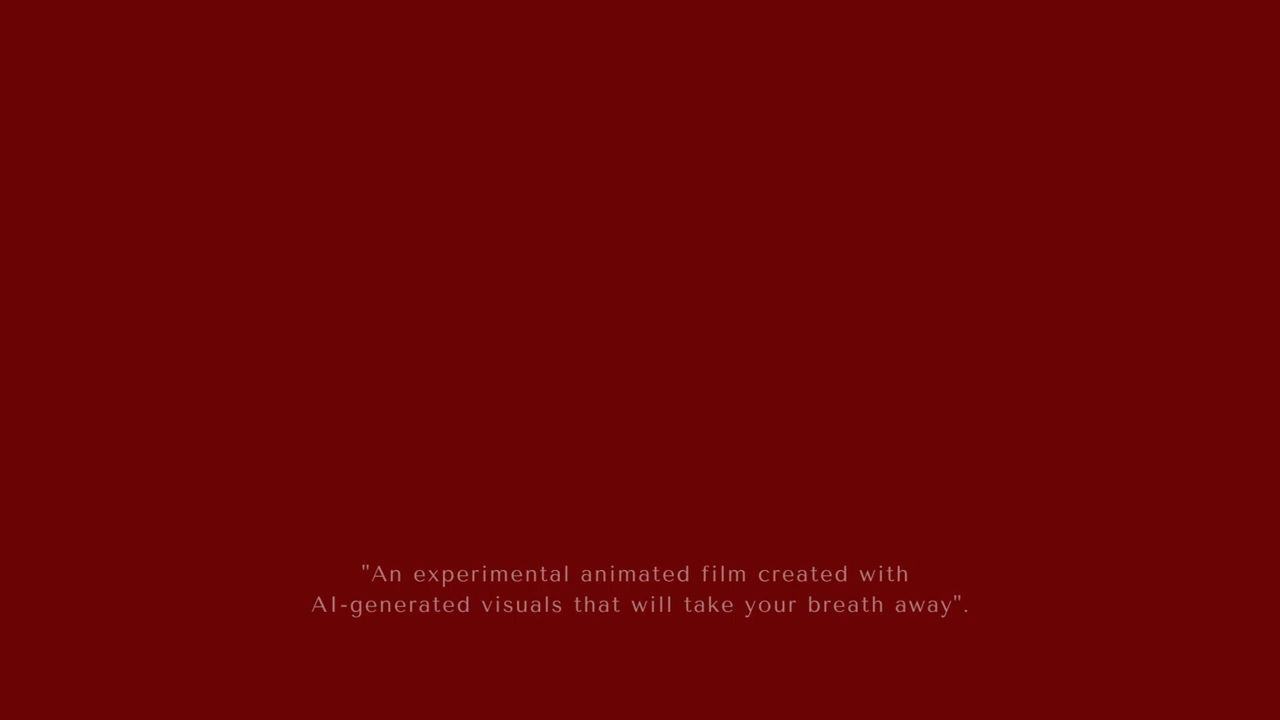 "An experimental animated film created with
AI-generated visuals that will take your breath away".